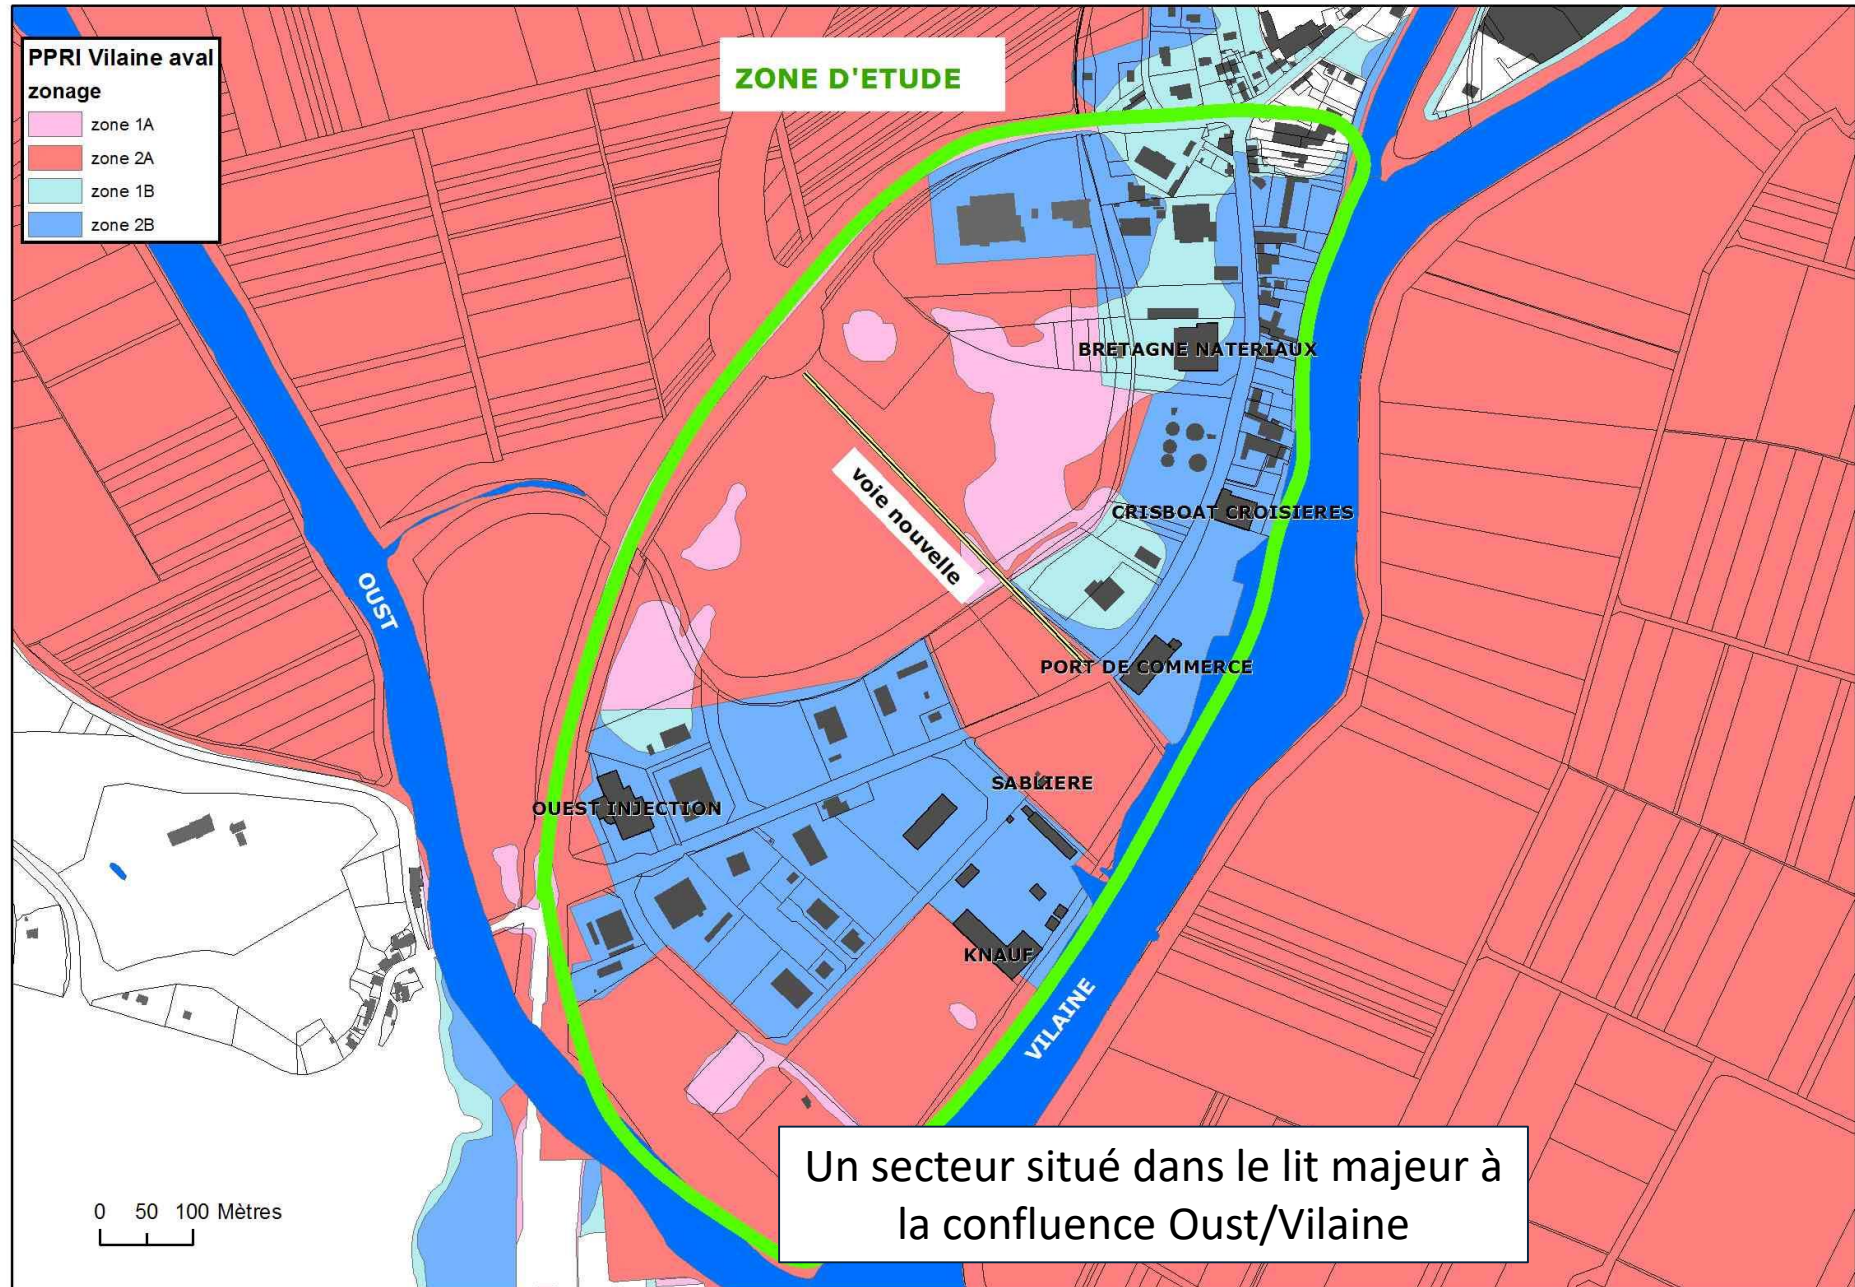 PPRI Vilaine aval
zonage
zone 1A
zone 2A
zone 1B
zone 2B
ZONE D'ETUDE
BRETAGNE NATERIAUX
voie nouvelle
CRISBOAT CROISIERES
OUST
PORT DE COMMERCE
SABLIERE
OUEST INJECTION
KNAUF
VILAINE
Un secteur situé dans le lit majeur à
la confluence Oust/Vilaine
0 50 100 Mètres